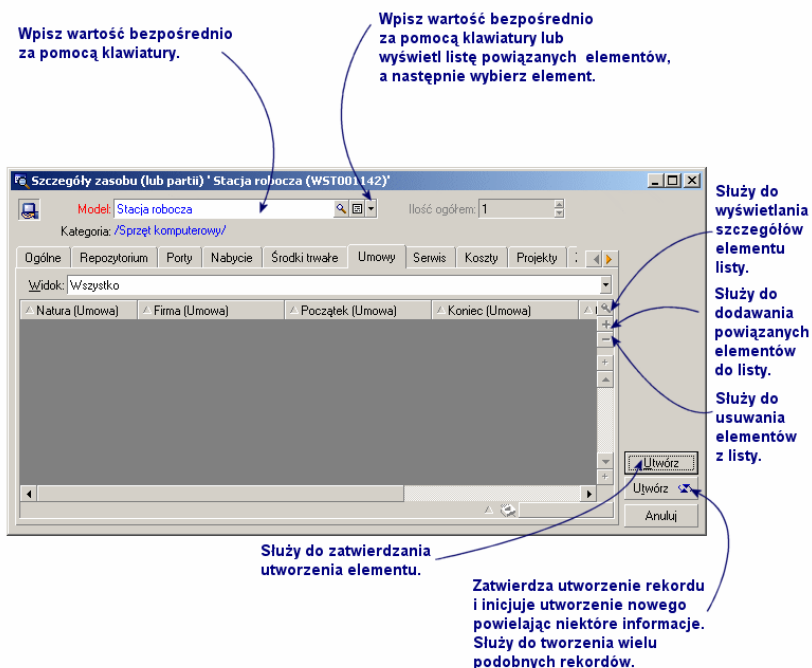 Wpisz wartość bezpośrednio
za pomocą klawiatury.
Wpisz wartość bezpośrednio
za pomocą klawiatury lub
wyświetl listę powiązanych elementów,
a następnie wybierz element.
Szczegóły zasobu (lub partii) ' Stacja robocza (WST001142)'
Model: Stacja robocza
Ilość ogółem: 1
Kategoria: /Sprzęt komputerowy/
Ogólne Repozytorium Porty Nabycie Środki trwałe Umowy Serwis Koszty Projekty
Widok: Wszystko
Natura (Umowa) Firma (Umowa) Początek (Umowa) Koniec (Umowa)
Utwórz
Utwórz
Anuluj
Służy do
wyświetlania
szczegółów
elementu
listy.
Służy do
dodawania
powiązanych
elementów
do listy.
Służy do
usuwania
elementów
z listy.
Służy do zatwierdzania
utworzenia elementu.
Zatwierdza utworzenie rekordu
i inicjuje utworzenie nowego
powielając niektóre informacje.
Służy do tworzenia wielu
podobnych rekordów.